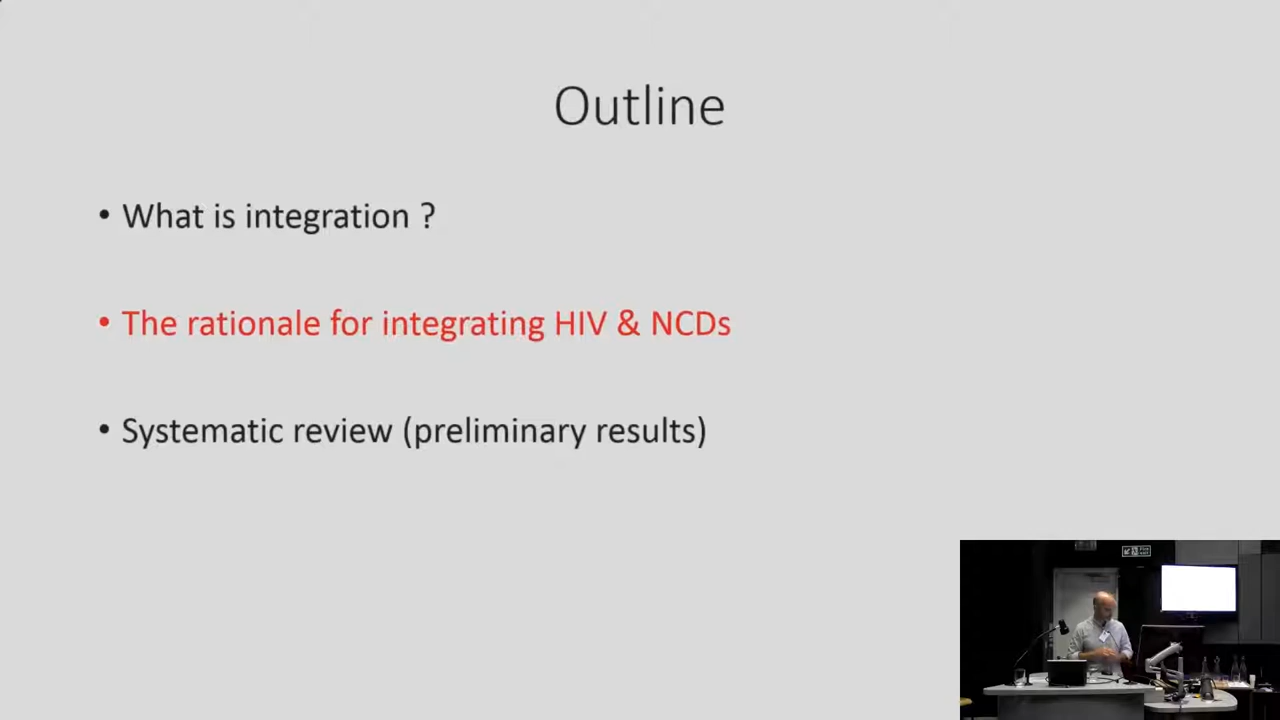 Outline
• What is integration ?
• The rationale for integrating HIV & NCDs
• Systematic review (preliminary results)